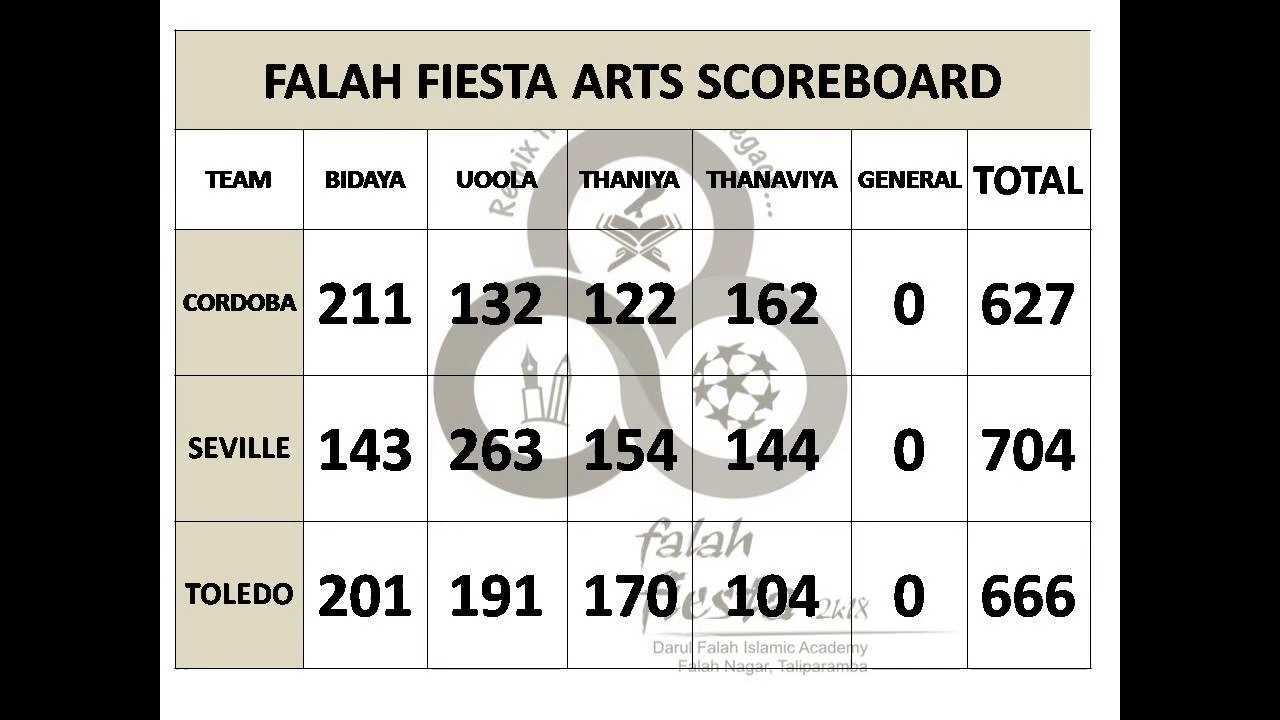 FALAH FIESTA ARTS SCOREBOARD
Remix
TEAM BIDAYA UOOLA THANIYA THANAVIYA GENERAL TOTAL
CORDOBA 211 132 122 162 0 627
SEVILLE 143 263 154 144 0 704
falah
TOLEDO 201 191 170 104 0 666
fiesta 2k18
Darul Falah Islamic Academy
Falah Nagar, Taliparamba